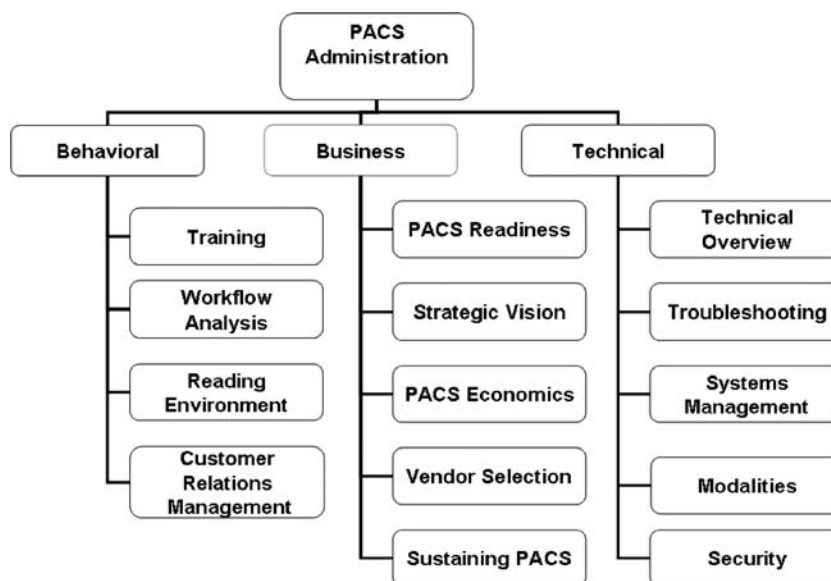 PACS
Administration
Behavioral
Business
Technical
Training
Workflow
Analysis
Reading
Environment
Customer
Relations
Management
PACS Readiness
Strategic Vision
PACS Economics
Vendor Selection
Sustaining PACS
Technical
Overview
Troubleshooting
Systems
Management
Modalities
Security